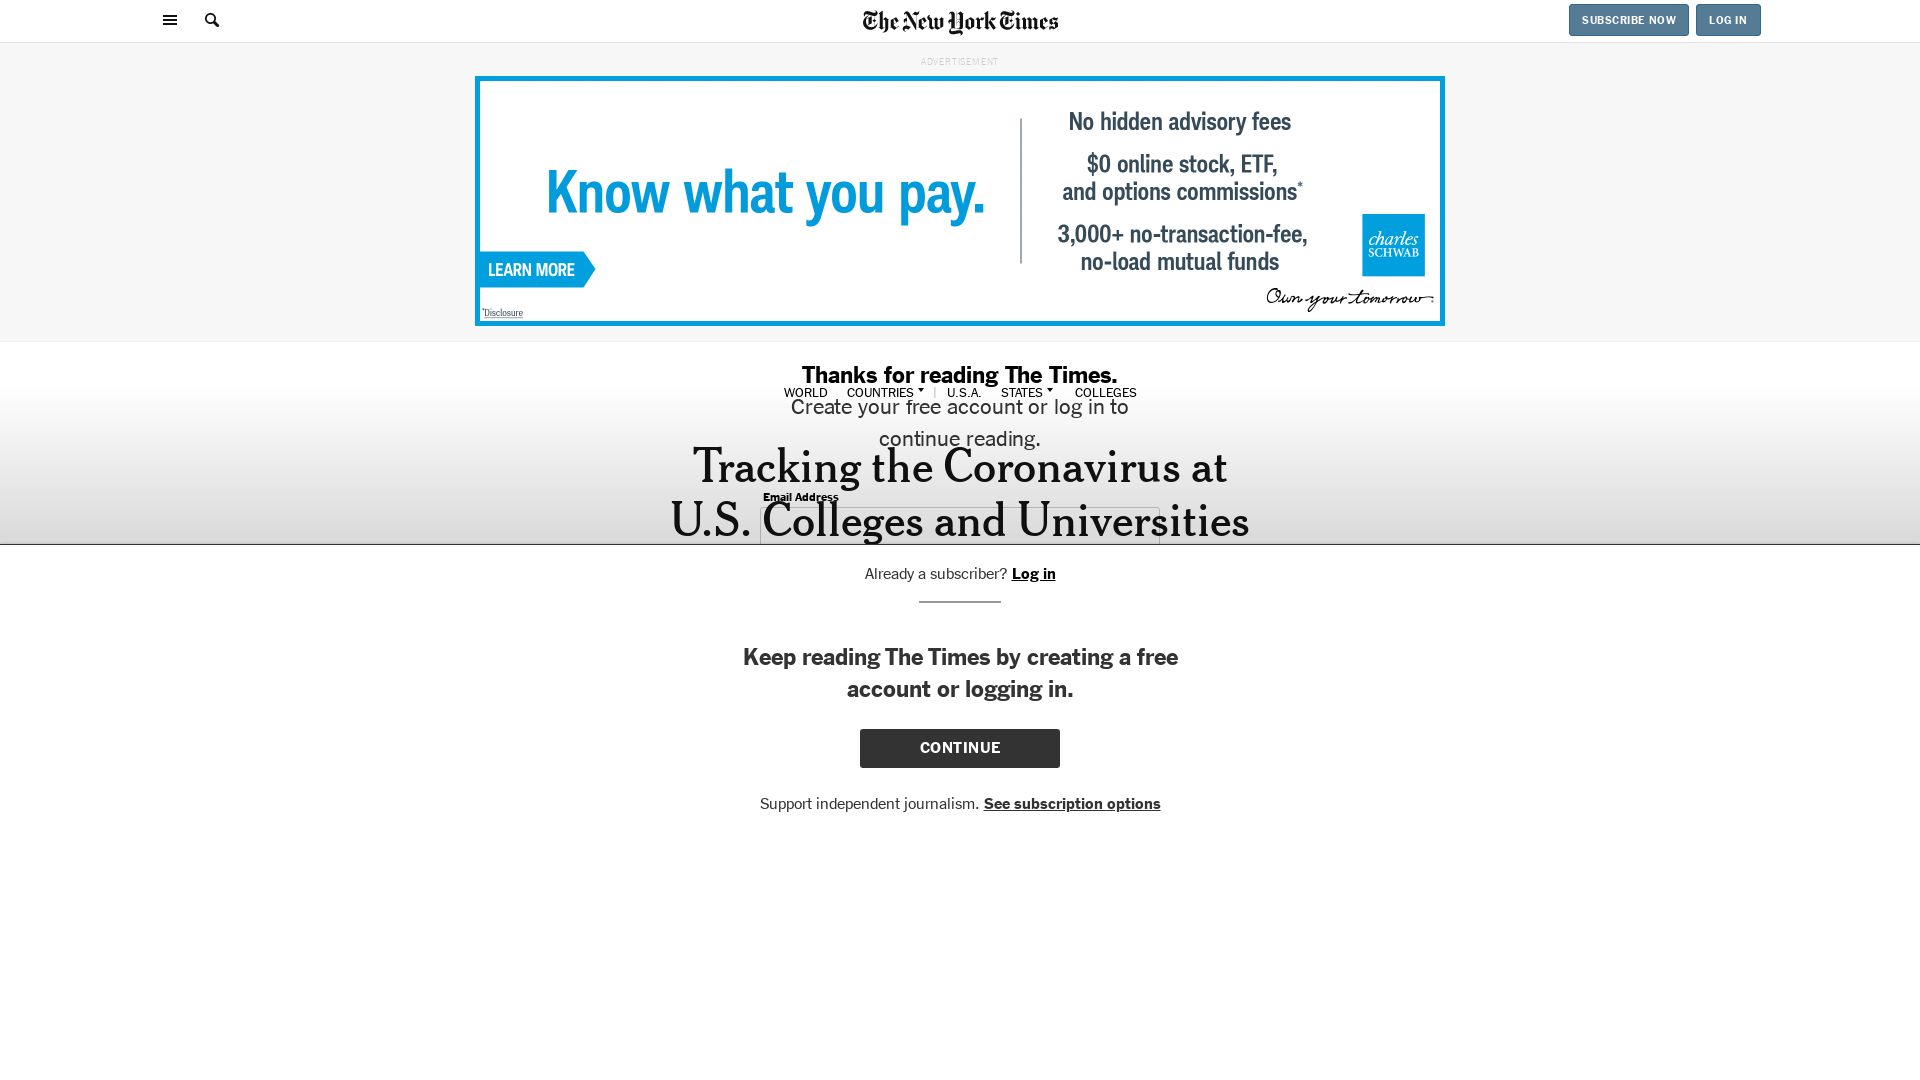 The New York Times
SUBSCRIBE NOW
LOG IN
ADVERTISEMENT
Know what you pay.
LEARN MORE
*Disclosure
No hidden advisory fees
$0 online stock, ETF,
and options commissions*
3,000+ no-transaction-fee,
no-load mutual funds
charles
SCHWAB
Own your tomorrow
Thanks for reading The Times.
WORLD COUNTRIES U.S.A. STATES COLLEGES
Create your free account or log in to
continue reading.
Tracking the Coronavirus at
Email Address
U.S. Colleges and Universities
Already a subscriber? Log in
Keep reading The Times by creating a free
account or logging in.
CONTINUE
Support independent journalism. See subscription options